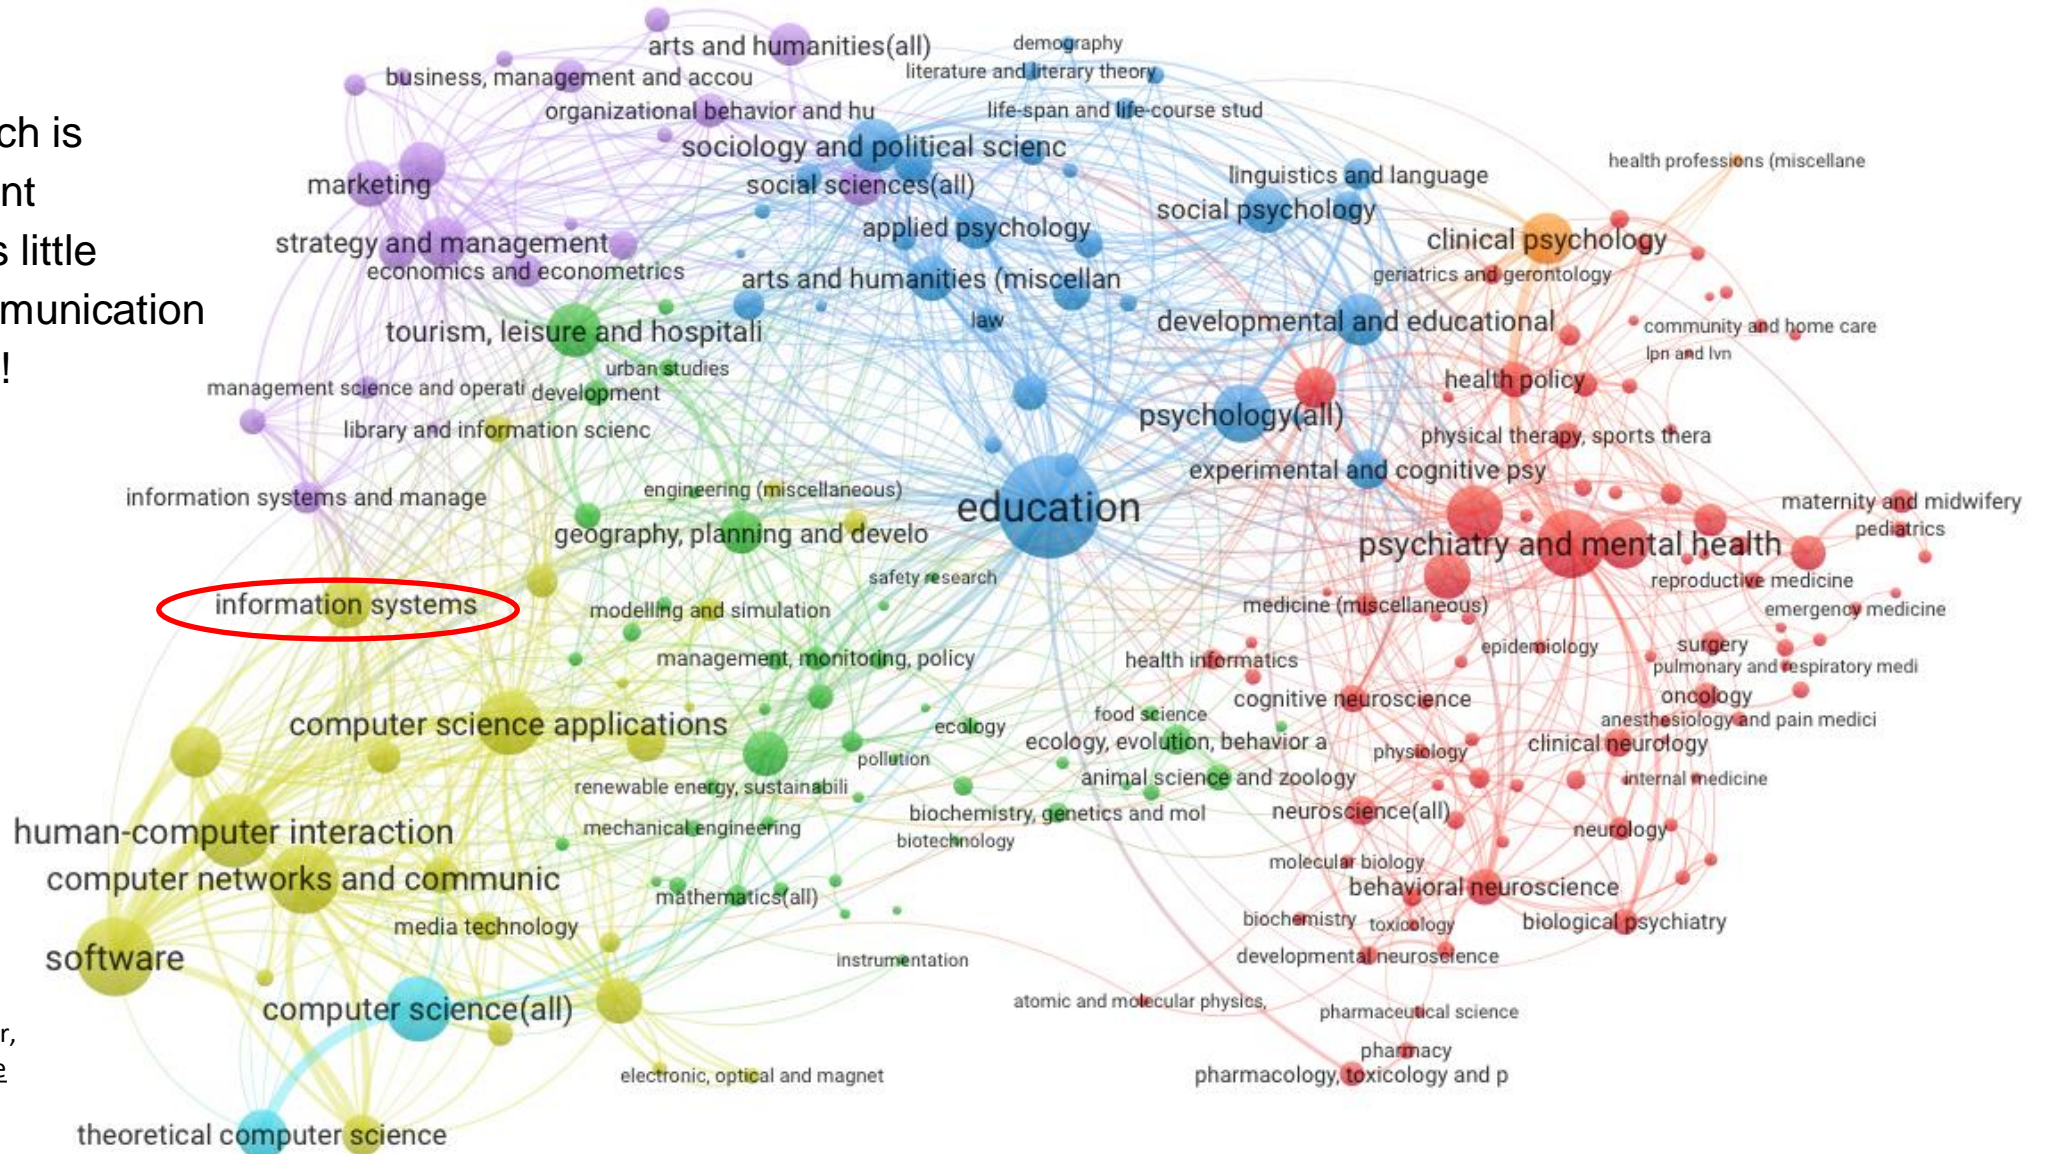 ch is
nt
s little
munication
!
r,
e
arts and humanities(all)
demography
business, management and accou
literature and literary theory
organizational behavior and hu
life-span and life-course stud
sociology and political scienc
health professions (miscellane
marketing
social sciences(all)
linguistics and language
social psychology
applied psychology
strategy and management
clinical psychology
economics and econometrics
arts and humanities (miscellan
geriatrics and gerontology
law
tourism, leisure and hospitali
developmental and educational
community and home care
lpn and lvn
urban studies
management science and operati
development
health policy
psychology(all)
library and information scienc
physical therapy, sports thera
experimental and cognitive psy
information systems and manage
engineering (miscellaneous)
education
maternity and midwifery
geography, planning and develo
pediatrics
psychiatry and mental health
safety research
reproductive medicine
information systems
modelling and simulation
medicine (miscellaneous)
emergency medicine
management, monitoring, policy
health informatics
epidemiology
surgery
pulmonary and respiratory medi
cognitive neuroscience
oncology
computer science applications
food science
anesthesiology and pain medici
ecology
ecology, evolution, behavior a
physiology
clinical neurology
pollution
renewable energy, sustainabili
animal science and zoology
internal medicine
biochemistry, genetics and mol
neuroscience(all)
human-computer interaction
mechanical engineering
biotechnology
neurology
molecular biology
computer networks and communic
mathematics(all)
behavioral neuroscience
media technology
biochemistry
toxicology
biological psychiatry
software
instrumentation
developmental neuroscience
computer science(all)
atomic and molecular physics,
pharmaceutical science
pharmacy
electronic, optical and magnet
pharmacology, toxicology and p
theoretical computer science